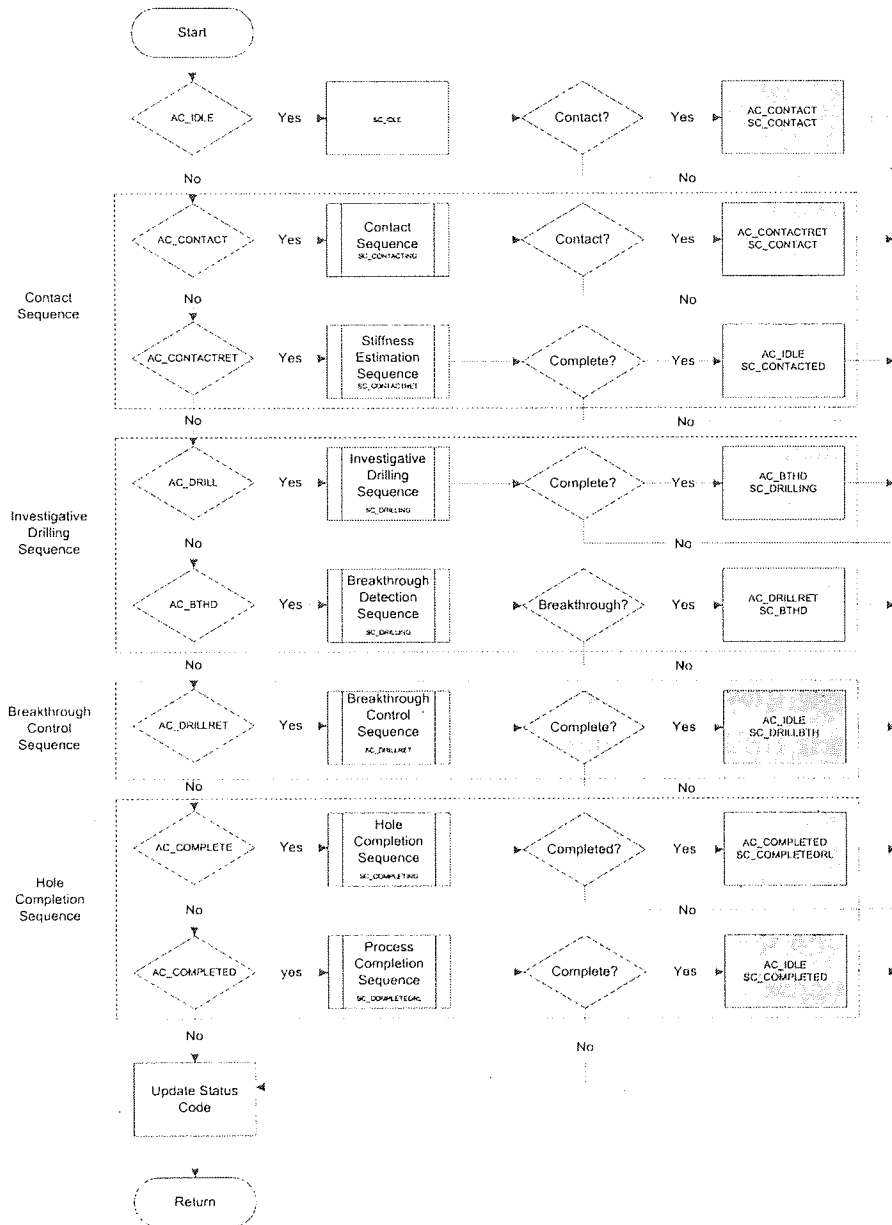 Start
AC_IDLE
Yes
SC_IDLE
Contact?
Yes
AC_CONTACT
SC_CONTACT
No
No
Contact
Sequence
AC_CONTACT
Yes
Contact
Sequence
SC_CONTACTING
Contact?
Yes
AC_CONTACTRET
SC_CONTACT
No
No
AC_CONTACTRET
Yes
Stiffness
Estimation
Sequence
SC_CONTACTRET
Complete?
Yes
AC_IDLE
SC_CONTACTED
No
No
Investigative
Drilling
Sequence
AC_DRILL
Yes
Investigative
Drilling
Sequence
SC_DRILLING
Complete?
Yes
AC_BTHD
SC_DRILLING
No
No
AC_BTHD
Yes
Breakthrough
Detection
Sequence
SC_DRILLING
Breakthrough?
Yes
AC_DRILLRET
SC_BTHD
No
No
Breakthrough
Control
Sequence
AC_DRILLRET
Yes
Breakthrough
Control
Sequence
AC_DRILLRET
Complete?
Yes
AC_IDLE
SC_DRILLBTH
No
No
Hole
Completion
Sequence
AC_COMPLETE
Yes
Hole
Completion
Sequence
SC_COMPLETING
Completed?
Yes
AC_COMPLETED
SC_COMPLETEDRL
No
No
AC_COMPLETED
yes
Process
Completion
Sequence
SC_COMPLETEDRL
Complete?
Yes
AC_IDLE
SC_COMPLETED
No
No
Update Status
Code
Return